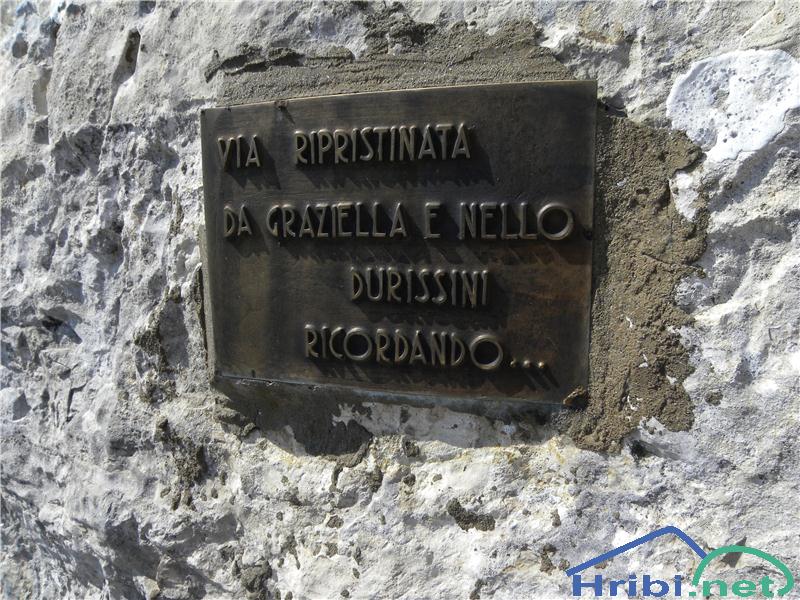 VIA RIPRISTINATA
DA GRAZIELLA E NELLO
DURISSINI
RICORDANDO...
Hribi.net